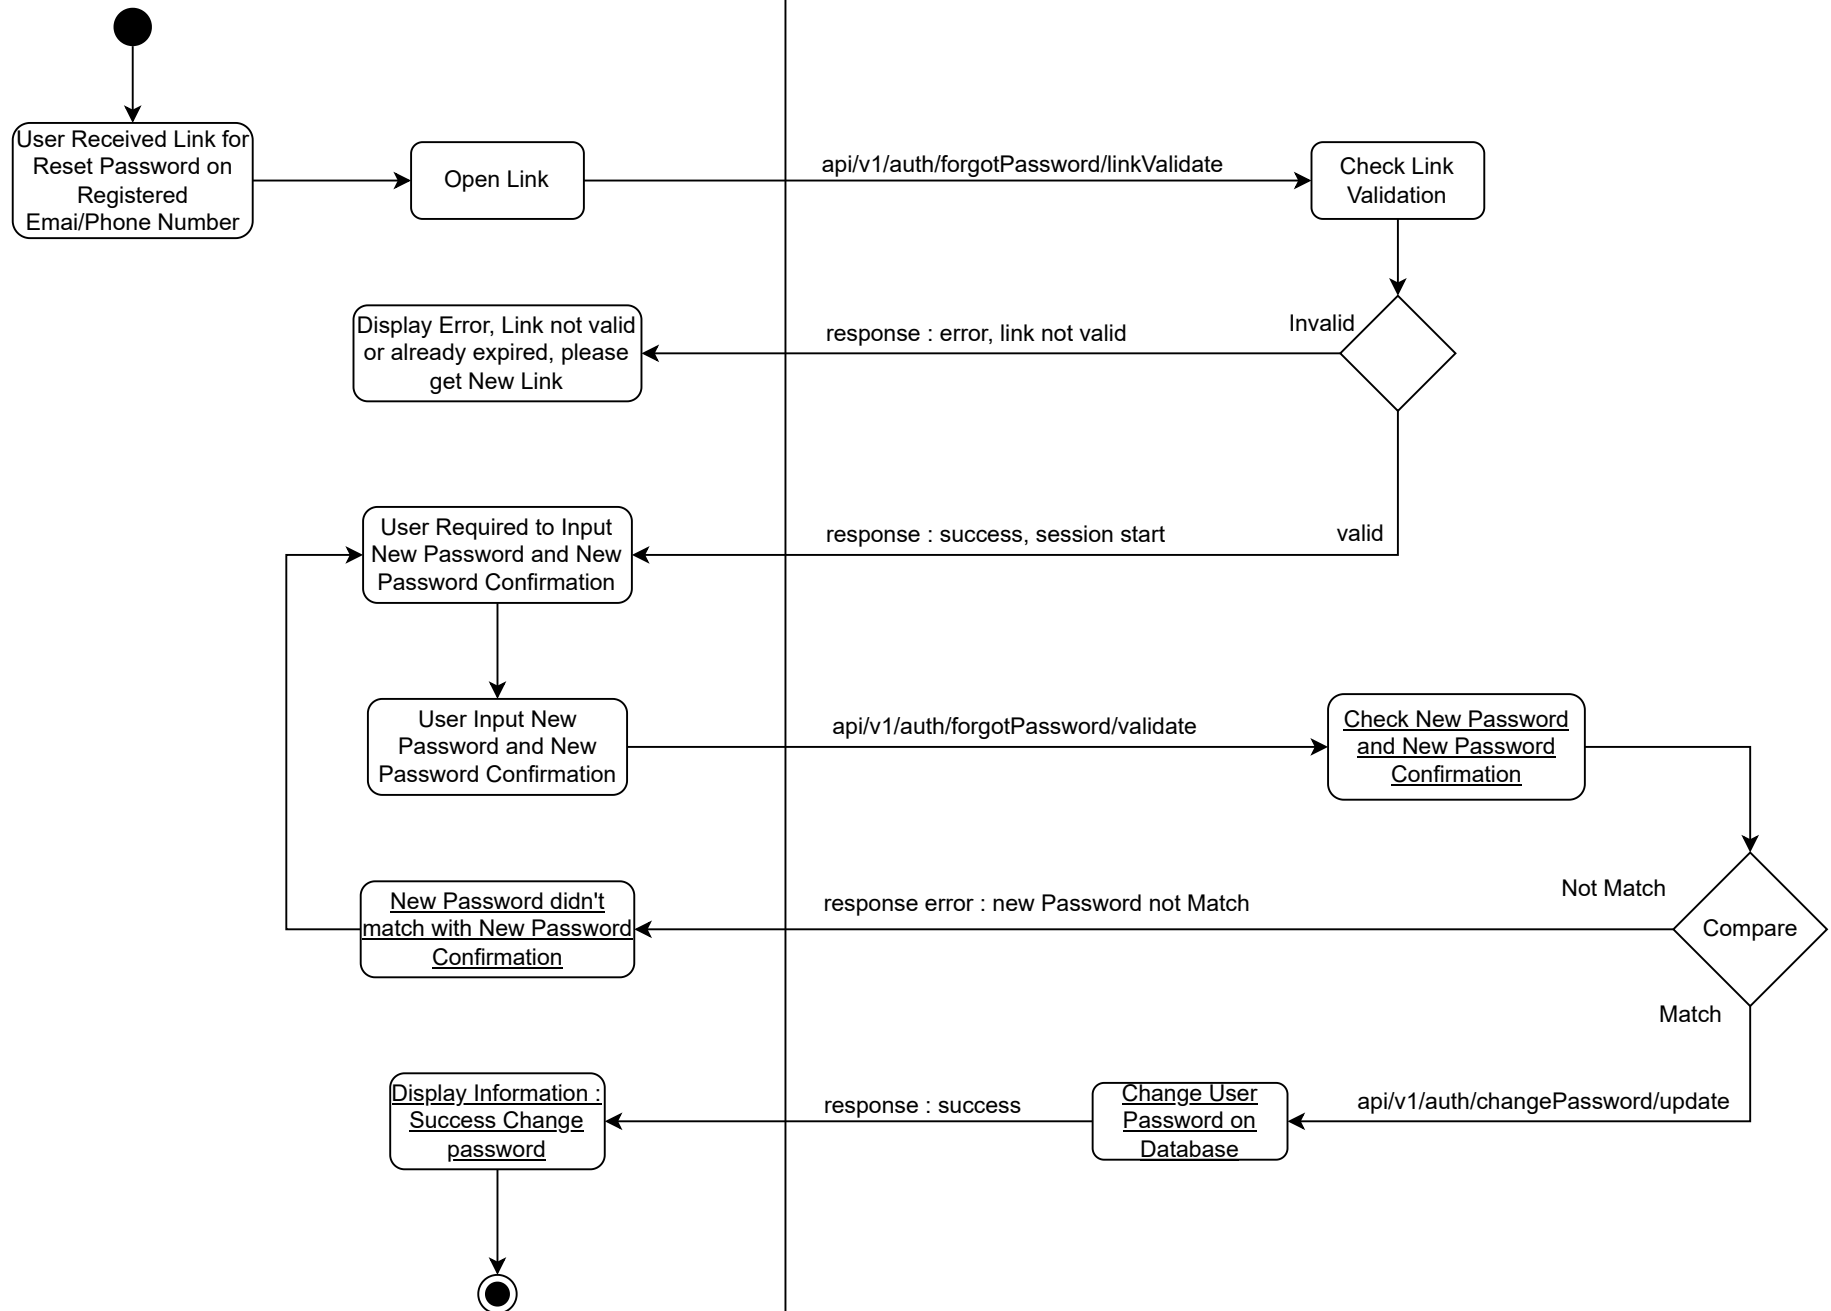 User Received Link for
Reset Password on
Registered
Emai/Phone Number
Open Link
api/v1/auth/forgotPassword/linkValidate
Check Link
Validation
Display Error, Link not valid
or already expired, please
get New Link
response : error, link not valid
Invalid
User Required to Input
New Password and New
Password Confirmation
response : success, session start
valid
User Input New
Password and New
Password Confirmation
api/v1/auth/forgotPassword/validate
Check New Password
and New Password
Confirmation
New Password didn't
match with New Password
Confirmation
response error : new Password not Match
Not Match
Compare
Match
Display Information :
Success Change
password
response : success
Change User
Password on
Database
api/v1/auth/changePassword/update